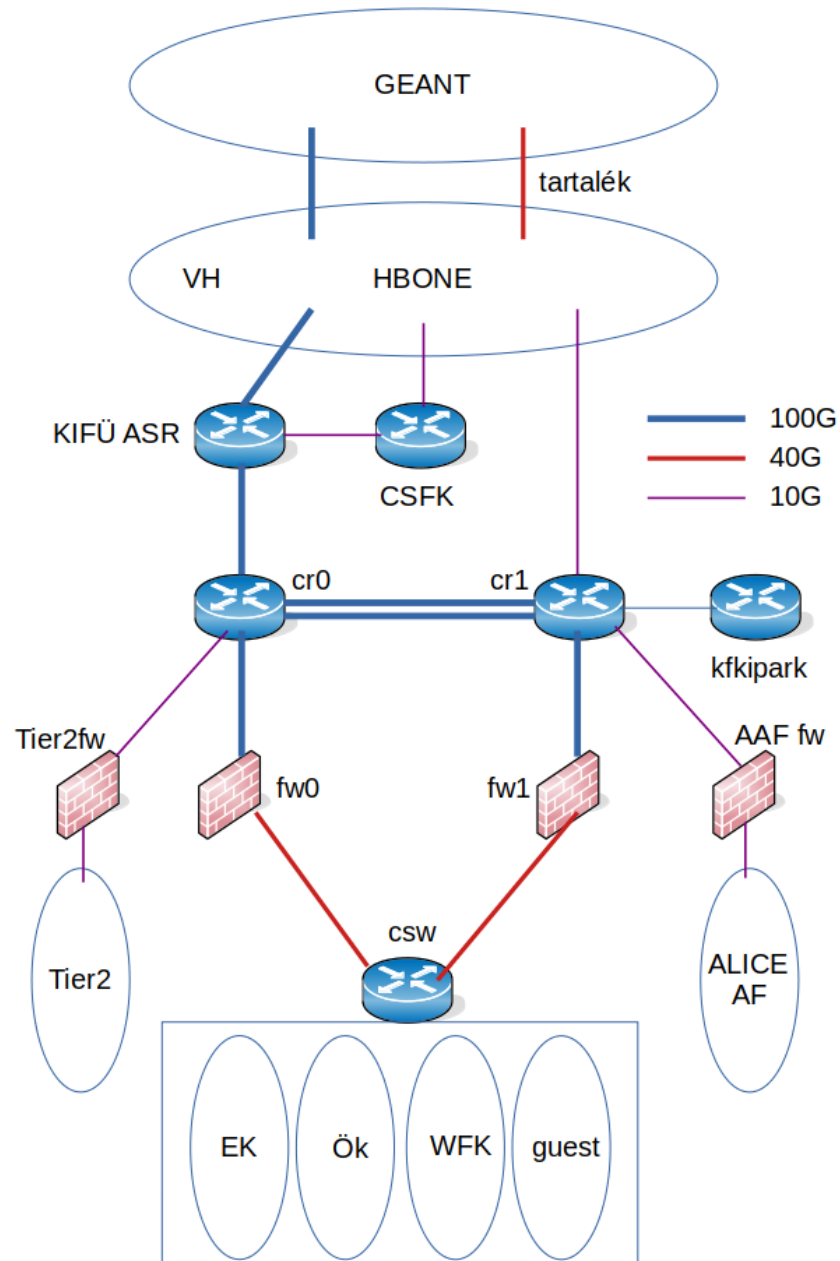 GEANT
tartalék
VH
HBONE
KIFÜ ASR
CSFK
100G
40G
10G
cr0
cr1
kfkipark
Tier2fw
fw0
fw1
AAF fw
csw
Tier2
ALICE
AF
EK
Ök
WFK
guest